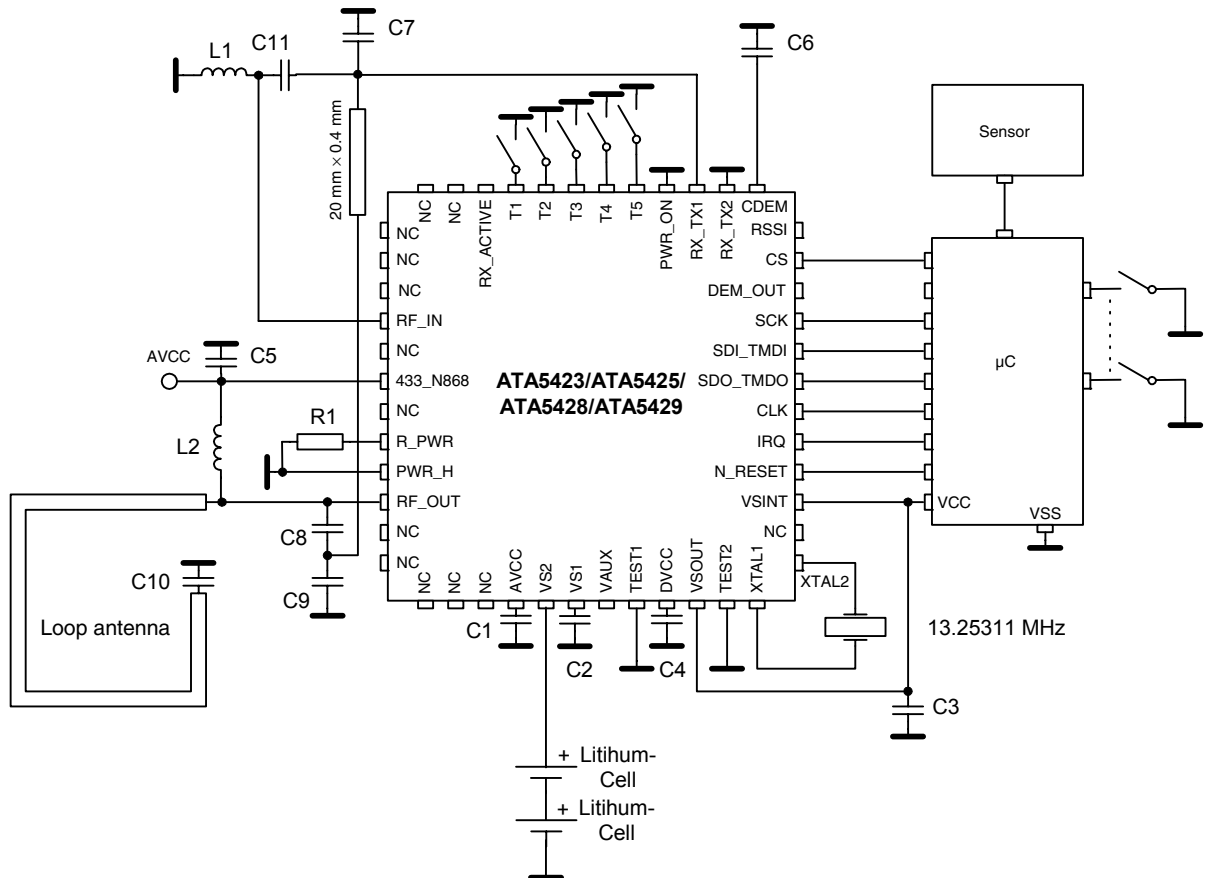 C7
C6
L1
C11
20 mm × 0.4 mm
Sensor
NC
NC
RX_ACTIVE
T1
T2
T3
T4
T5
PWR_ON
RX_TX1
RX_TX2
CDEM
NC
NC
NC
RF_IN
NC
433_N868
NC
R_PWR
PWR_H
RF_OUT
NC
NC
RSSI
CS
DEM_OUT
SCK
SDI_TMDI
SDO_TMDO
CLK
IRQ
N_RESET
VSINT
NC
XTAL2
ATA5423/ATA5425/
ATA5428/ATA5429
µC
VCC
VSS
AVCC
C5
L2
R1
C8
C9
C10
Loop antenna
NC
NC
NC
AVCC
VS2
VS1
VAUX
TEST1
DVCC
VSOUT
TEST2
XTAL1
C1
C2
C4
13.25311 MHz
C3
+ Litihum-
Cell
+ Litihum-
Cell